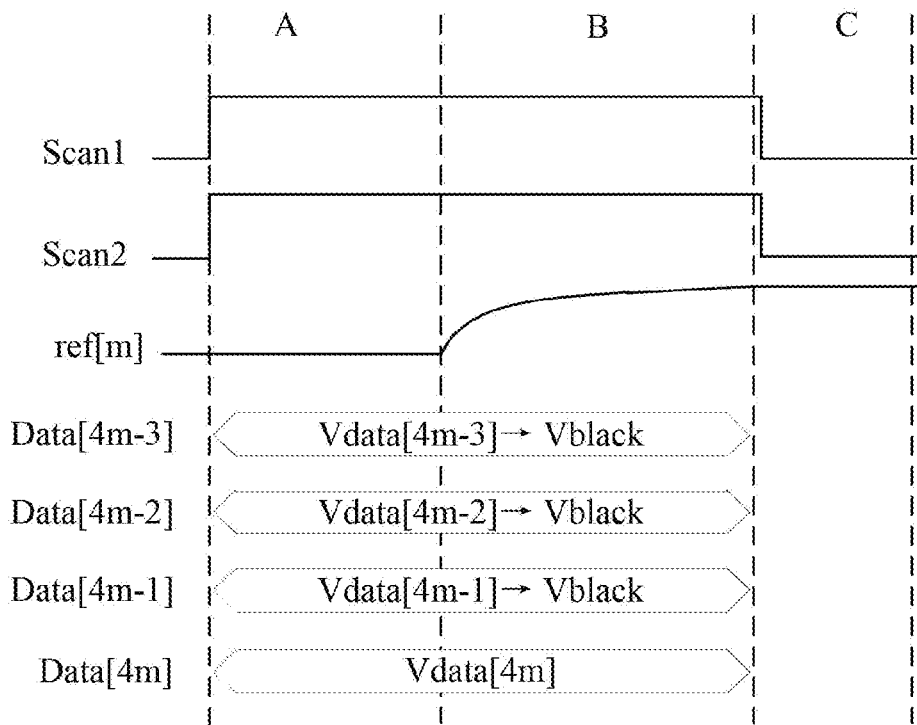 A B C
Scan1
Scan2
ref[m]
Data[4m-3] Vdata[4m-3]→ Vblack
Data[4m-2] Vdata[4m-2]→ Vblack
Data[4m-1] Vdata[4m-1]→ Vblack
Data[4m] Vdata[4m]